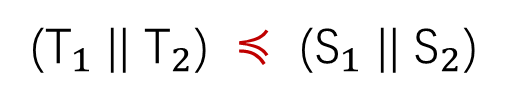 (T₁ || T₂) ≼ (S₁ || S₂)